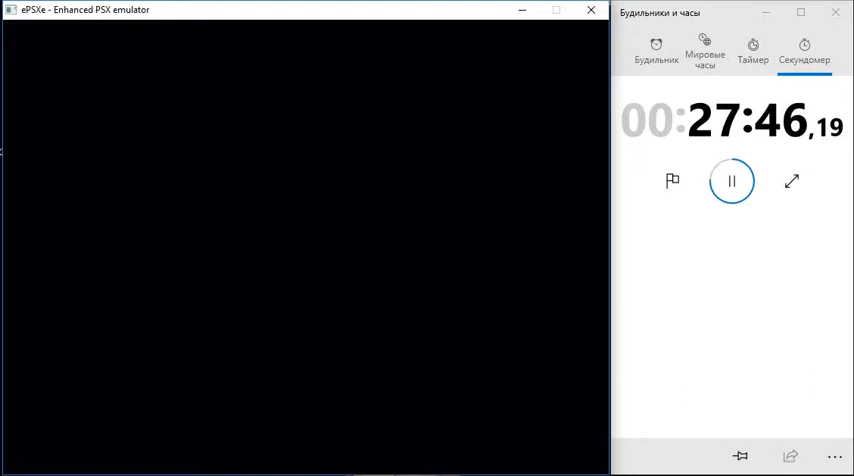 ePSXe - Enhanced PSX emulator
Будильники и часы
Будильник
Мировые
часы
Таймер
Секундомер
00:27:46,19